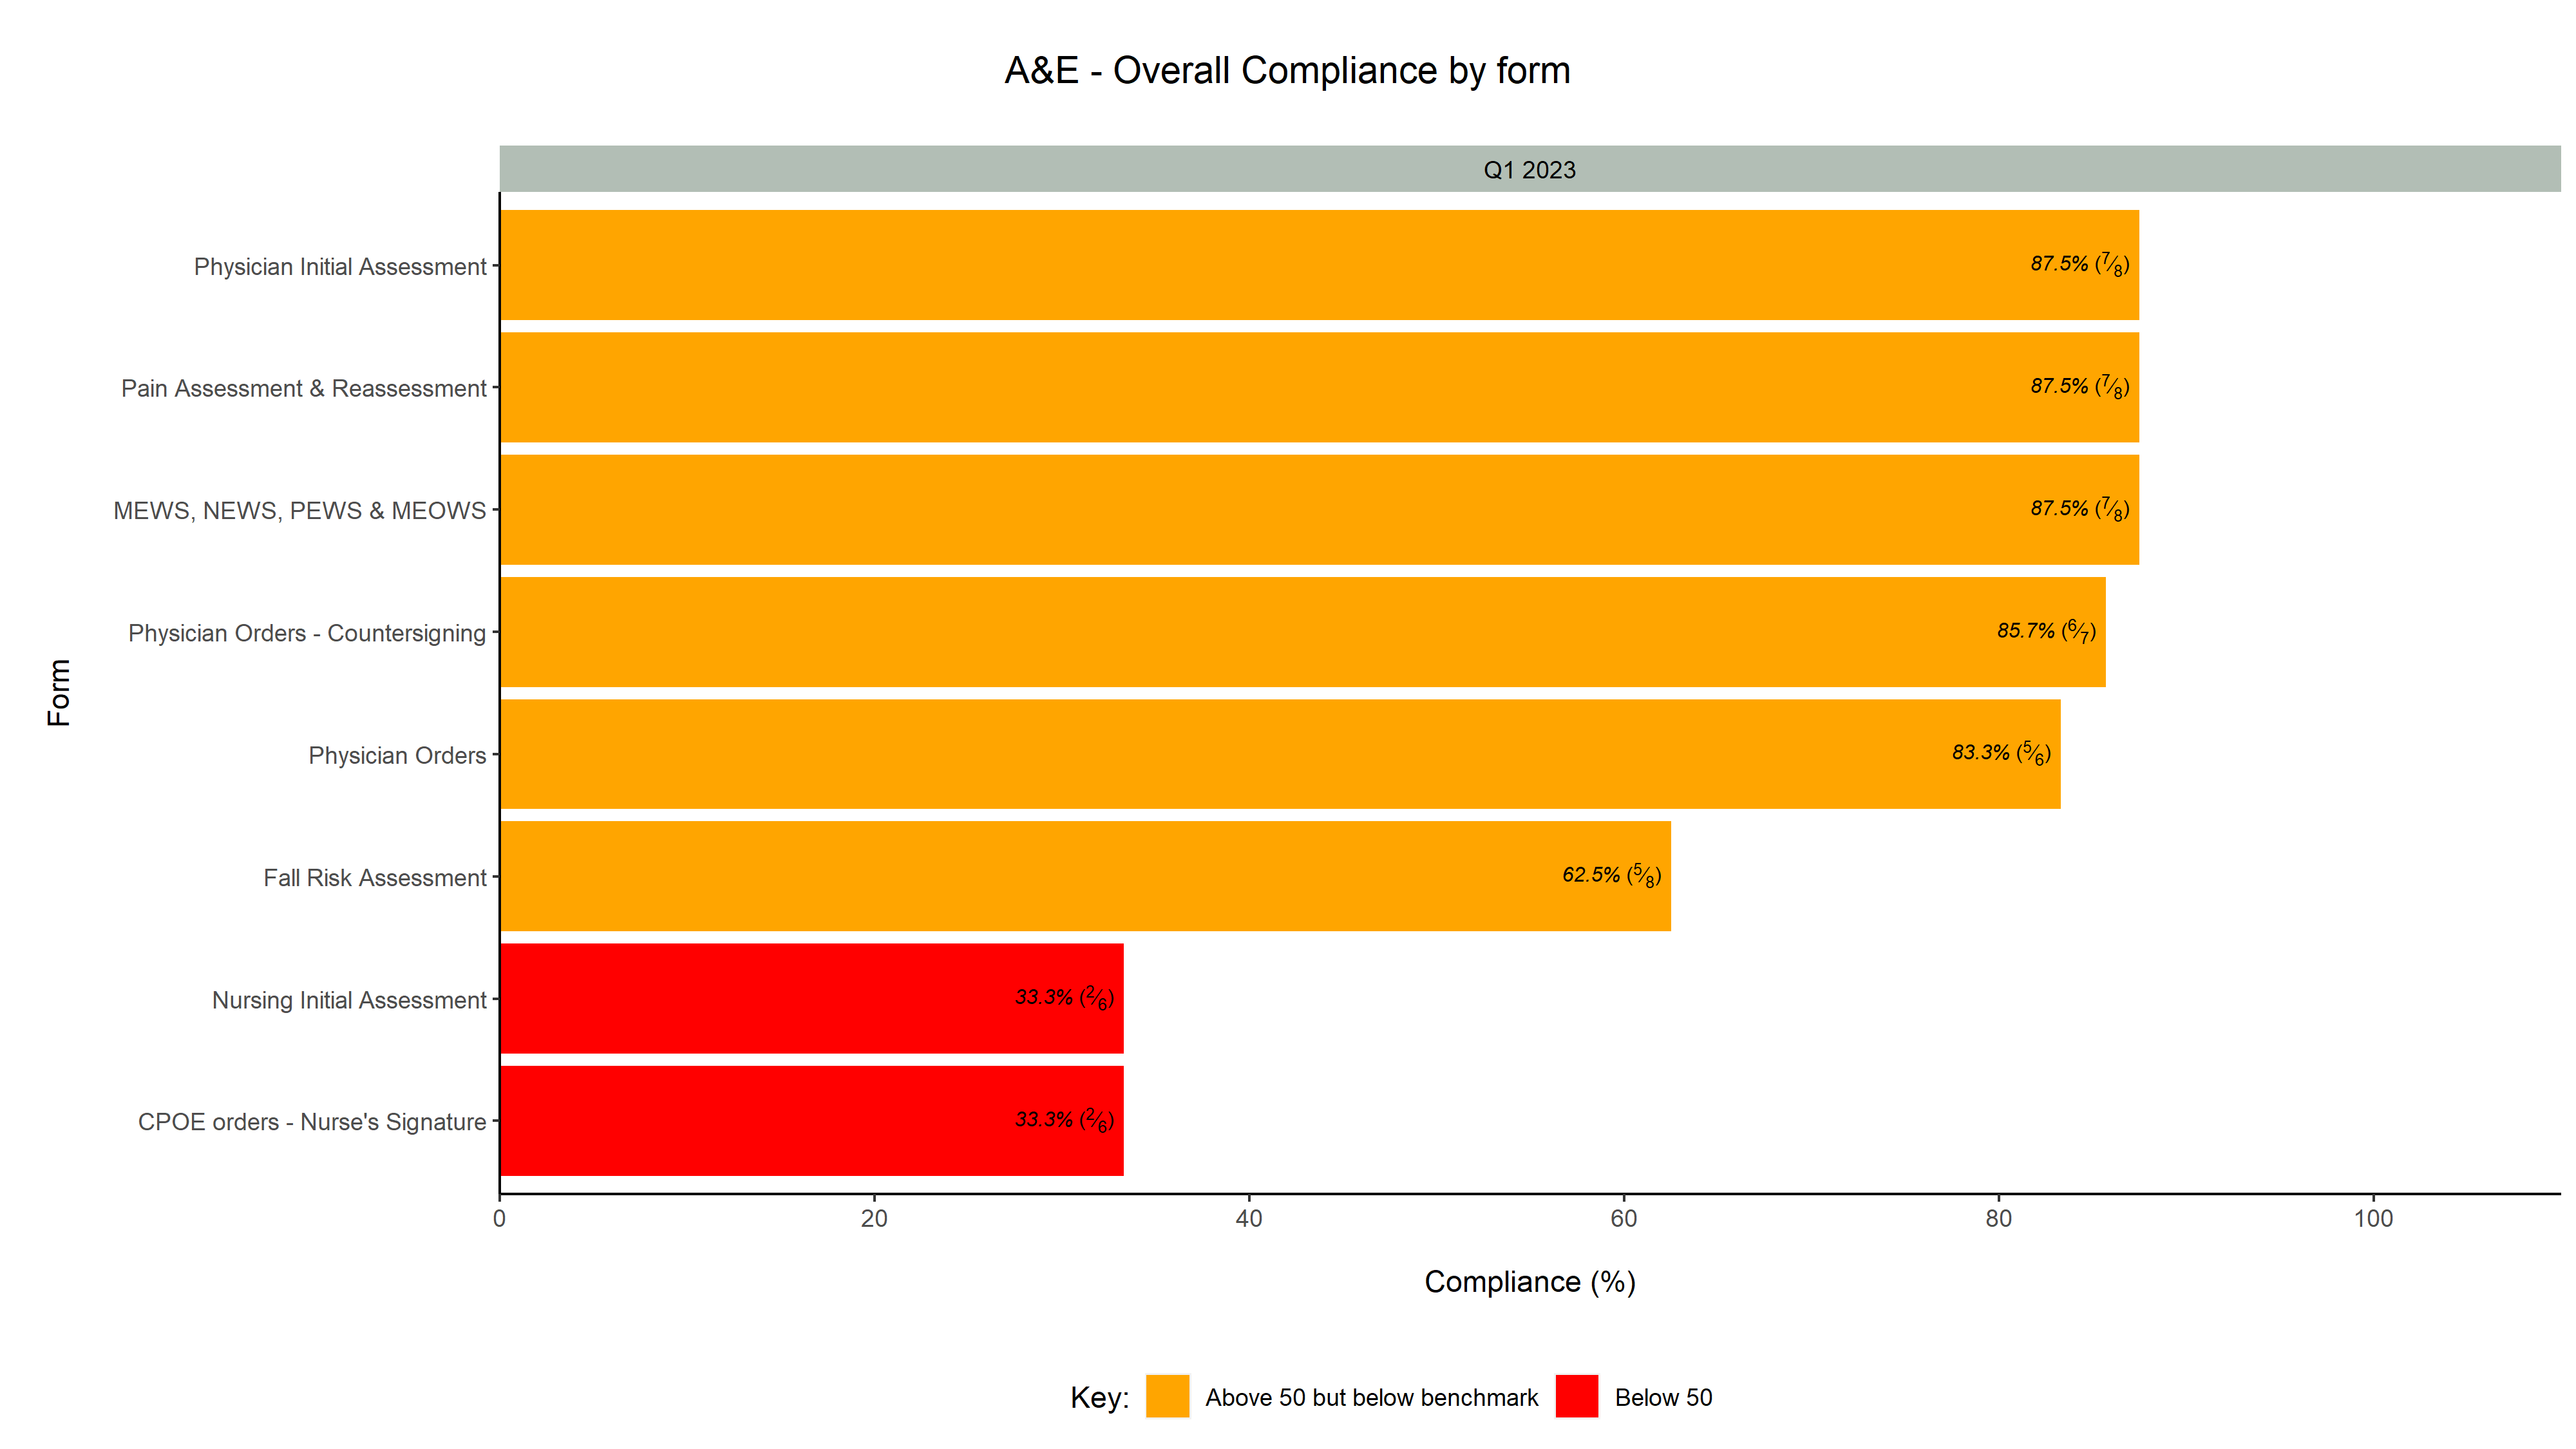 A&E - Overall Compliance by form
Q1 2023
Form
Physician Initial Assessment
87.5% (7⁄8)
Pain Assessment & Reassessment
87.5% (7⁄8)
MEWS, NEWS, PEWS & MEOWS
87.5% (7⁄8)
Physician Orders - Countersigning
85.7% (6⁄7)
Physician Orders
83.3% (5⁄6)
Fall Risk Assessment
62.5% (5⁄8)
Nursing Initial Assessment
33.3% (2⁄6)
CPOE orders - Nurse's Signature
33.3% (2⁄6)
0 20 40 60 80 100
Compliance (%)
Key: Above 50 but below benchmark Below 50